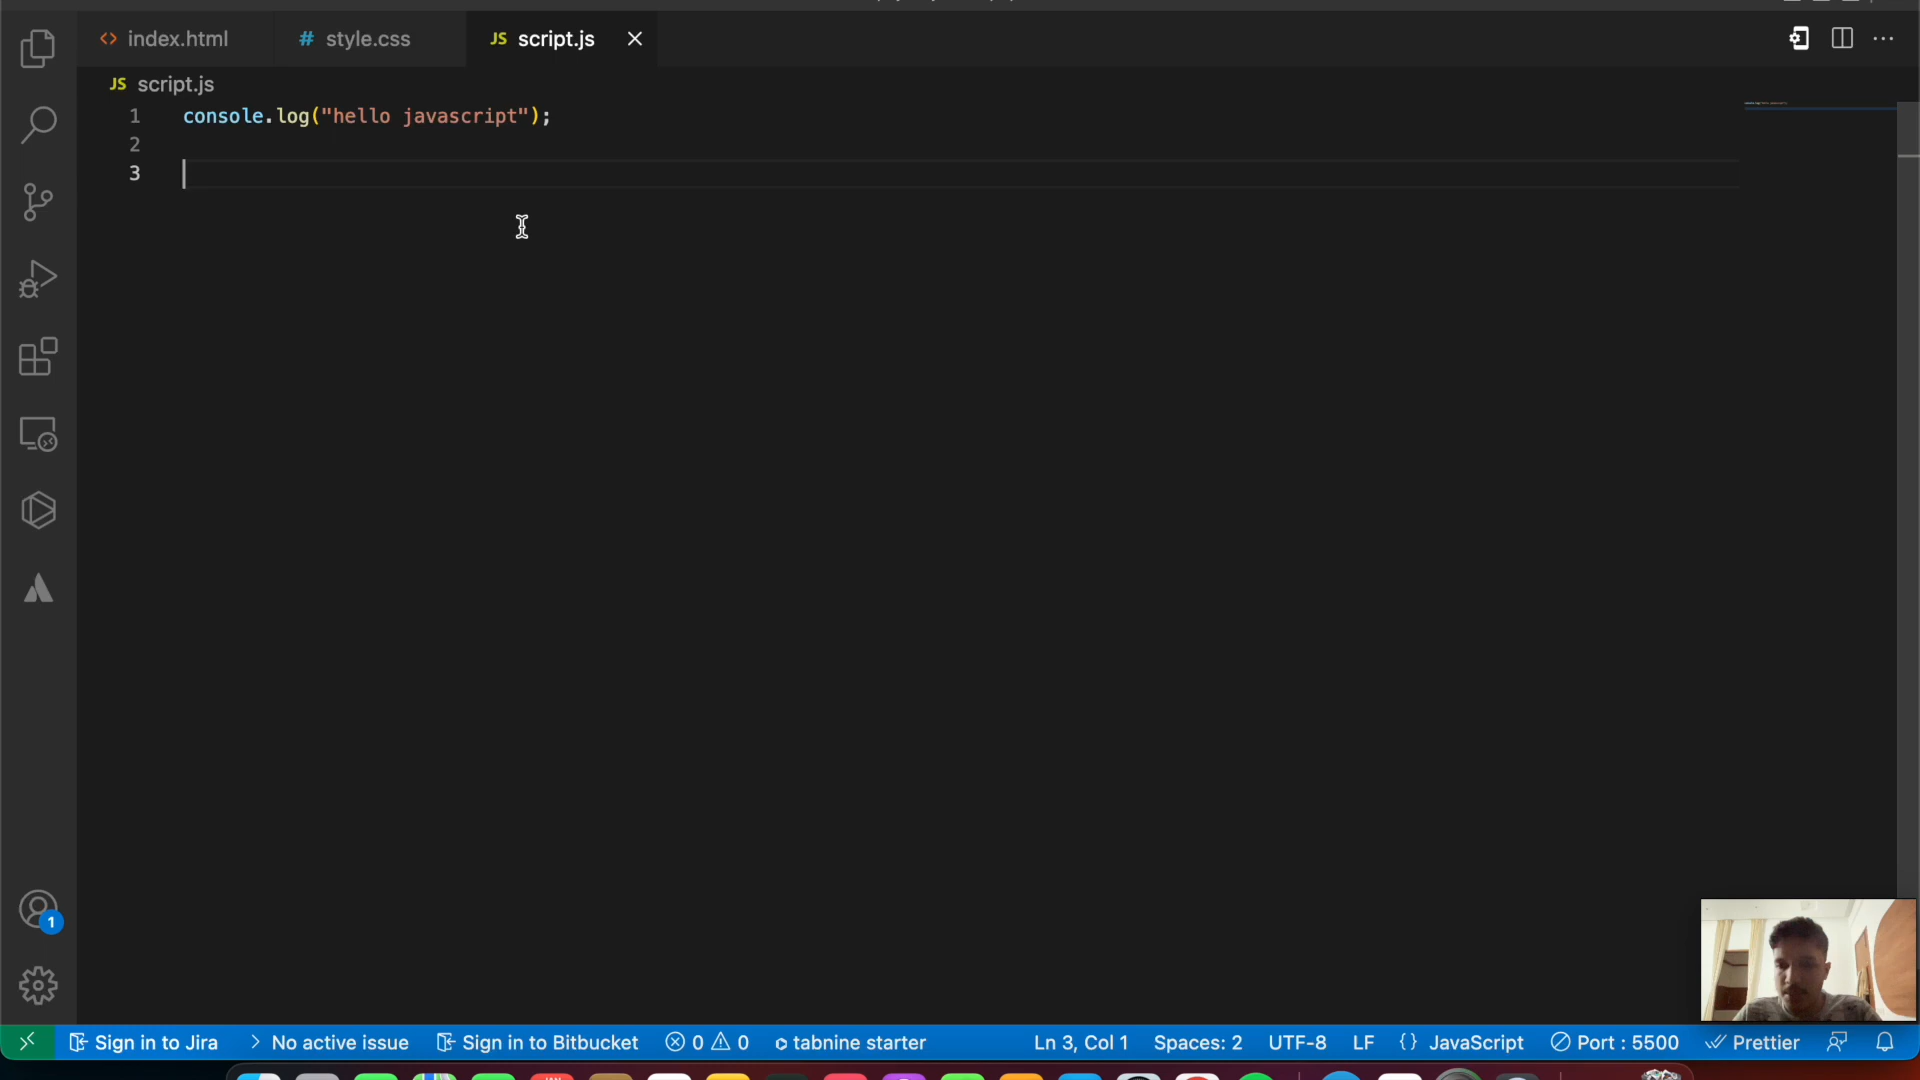 <> index.html # style.css JS script.js
JS script.js
1 console.log("hello javascript");
2
3
1
Sign in to Jira > No active issue Sign in to Bitbucket 0 0 tabnine starter Ln 3, Col 1 Spaces: 2 UTF-8 LF {} JavaScript Port : 5500 Prettier